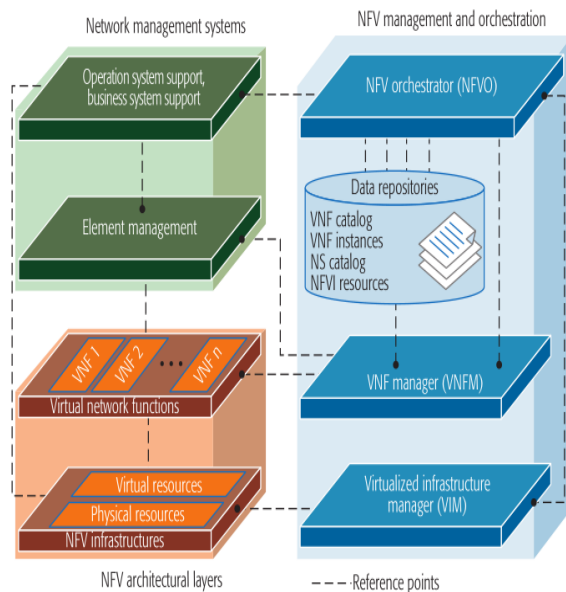 Network management systems
Operation system support,
business system support
Element management
VNF 1
VNF 2
• • •
VNF n
Virtual network functions
Virtual resources
Physical resources
NFV infrastructures
NFV architectural layers
NFV management and orchestration
NFV orchestrator (NFVO)
Data repositories
VNF catalog
VNF instances
NS catalog
NFVI resources
VNF manager (VNFM)
Virtualized infrastructure
manager (VIM)
Reference points